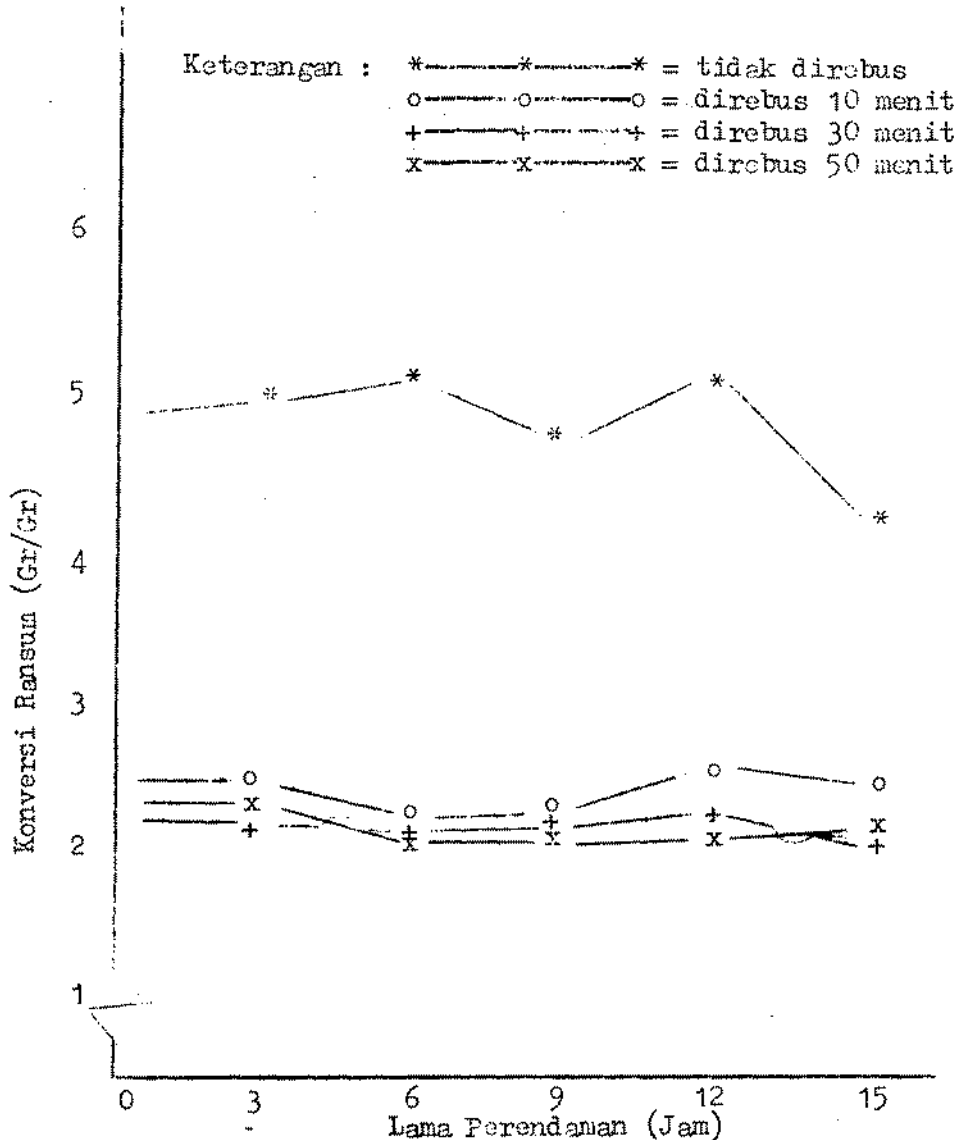 Keterangan : *———*———* = tidak direbus
o———o———o = direbus 10 menit
+———+———+ = direbus 30 menit
x———x———x = direbus 50 menit
6
5
4
3
2
1
Konversi Ransum (Gr/Gr)
0 3 6 9 12 15
Lama Perendaman (Jam)